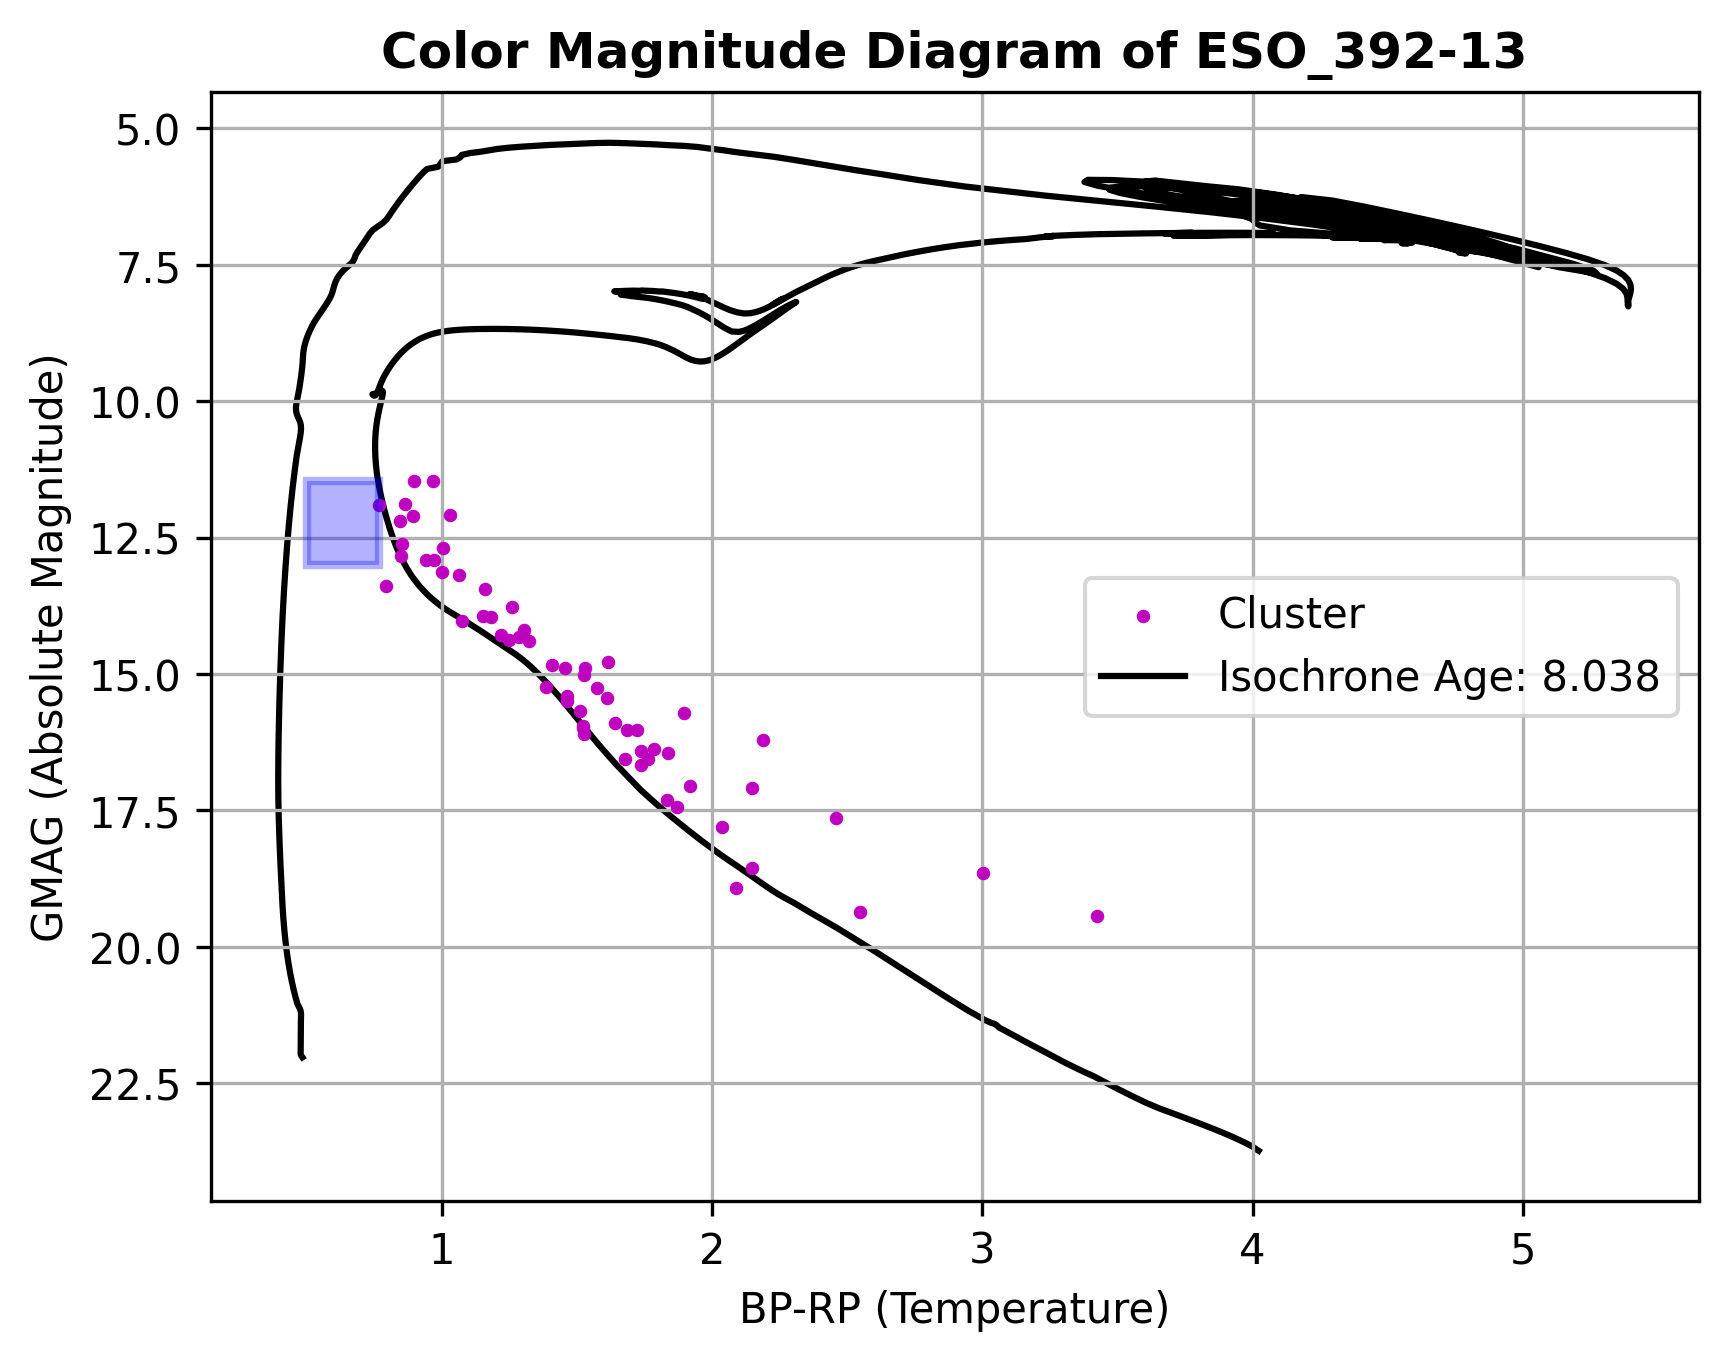 Color Magnitude Diagram of ESO_392-13
GMAG (Absolute Magnitude)
5.0
7.5
10.0
12.5
15.0
17.5
20.0
22.5
Cluster
Isochrone Age: 8.038
1 2 3 4 5
BP-RP (Temperature)